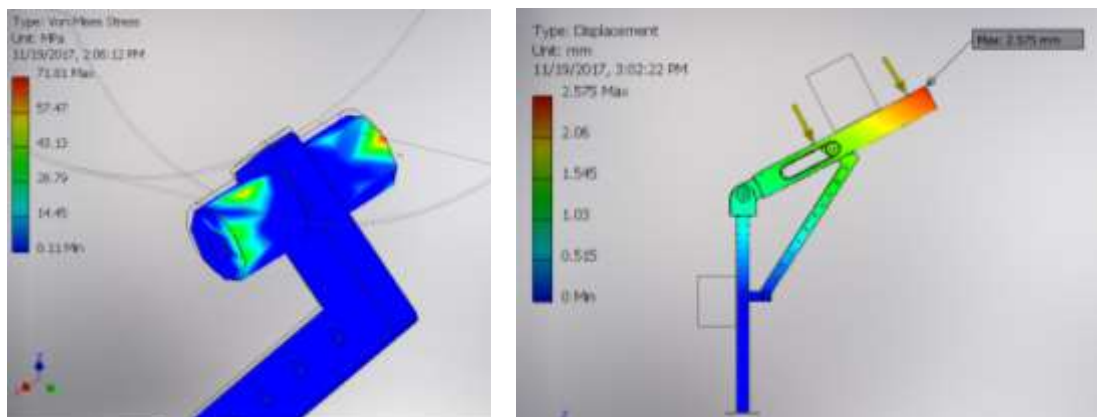 Type: Von Mises Stress
Unit: MPa
11/19/2017, 2:06:12 PM
71.81 Max
57.47
43.13
28.79
14.45
0.11 Min
Type: Displacement
Unit: mm
11/19/2017, 3:02:22 PM
2.575 Max
2.06
1.545
1.03
0.515
0 Min
Max: 2.575 mm